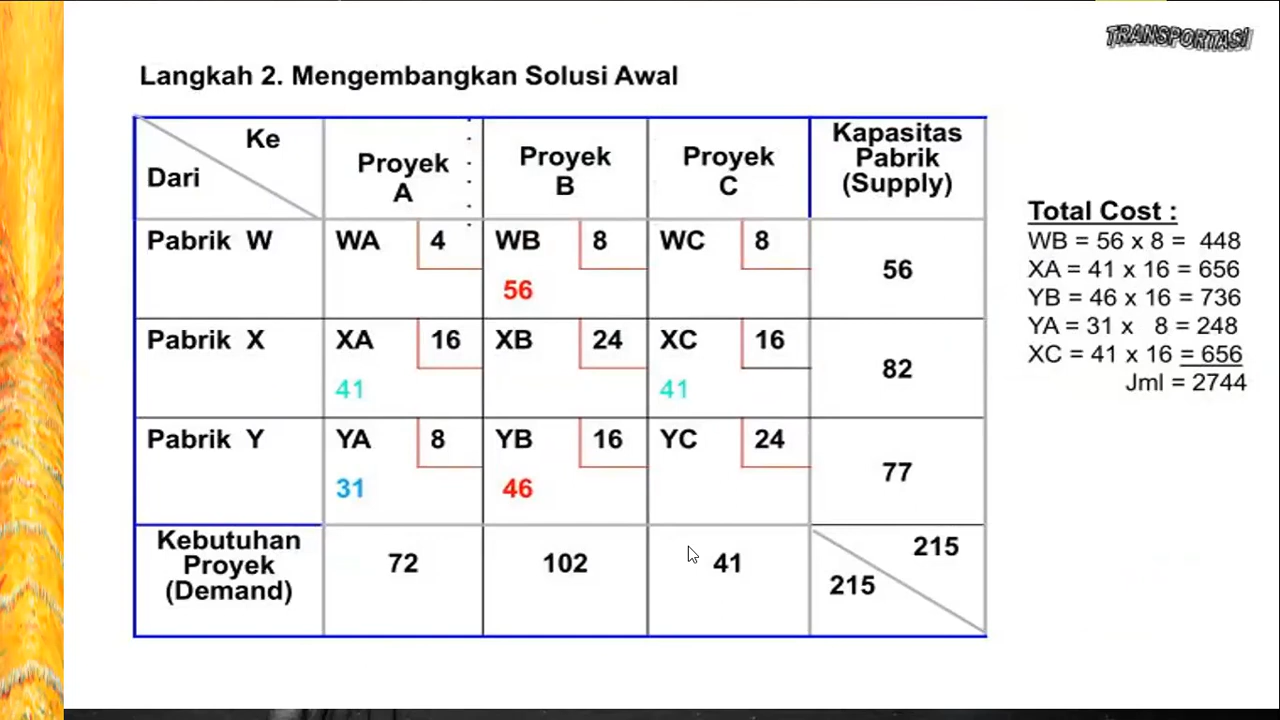 TRANSPORTASI
Langkah 2. Mengembangkan Solusi Awal
Ke
Dari
Proyek
A
Proyek
B
Proyek
C
Kapasitas
Pabrik
(Supply)
Pabrik W
WA 4
WB 8
WC 8
56
56
Pabrik X
XA 16
XB 24
XC 16
82
41
41
Pabrik Y
YA 8
YB 16
YC 24
77
31
46
Kebutuhan
Proyek
(Demand)
72
102
41
215
215
Total Cost :
WB = 56 x 8 = 448
XA = 41 x 16 = 656
YB = 46 x 16 = 736
YA = 31 x 8 = 248
XC = 41 x 16 = 656
Jml = 2744